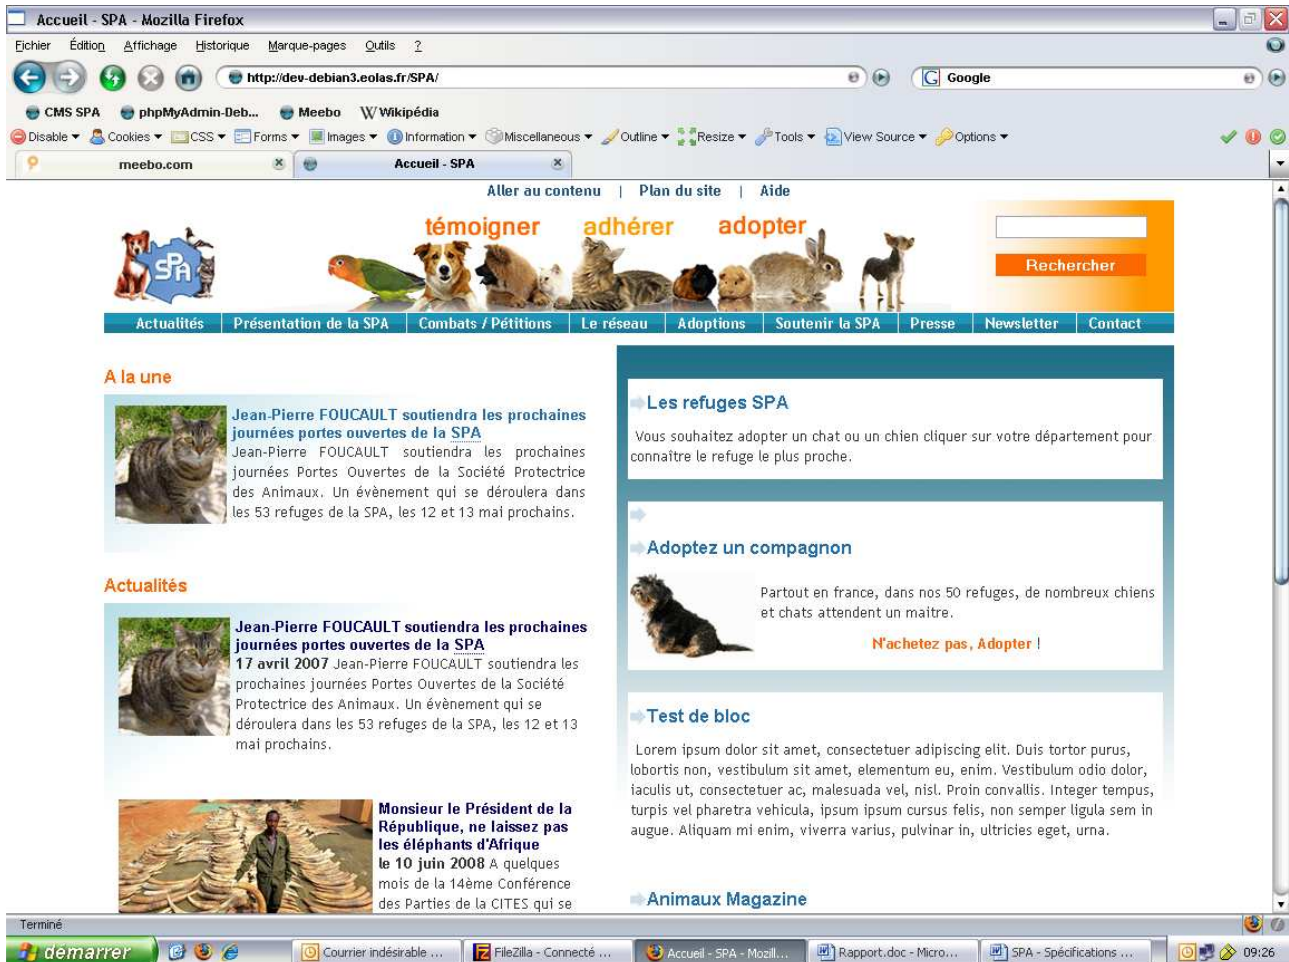 Accueil - SPA - Mozilla Firefox
Fichier Édition Affichage Historique Marque-pages Outils ?
http://dev-debian3.eolas.fr/SPA/
Google
CMS SPA phpMyAdmin-Deb... Meebo Wikipédia
Disable Cookies CSS Forms Images Information Miscellaneous Outline Resize Tools View Source Options
meebo.com Accueil - SPA
Aller au contenu | Plan du site | Aide
témoigner adhérer adopter
SPA
Rechercher
Actualités Présentation de la SPA Combats / Pétitions Le réseau Adoptions Soutenir la SPA Presse Newsletter Contact
A la une
Jean-Pierre FOUCAULT soutiendra les prochaines
journées portes ouvertes de la SPA
Jean-Pierre FOUCAULT soutiendra les prochaines
journées Portes Ouvertes de la Société Protectrice
des Animaux. Un évènement qui se déroulera dans
les 53 refuges de la SPA, les 12 et 13 mai prochains.
Actualités
Jean-Pierre FOUCAULT soutiendra les prochaines
journées portes ouvertes de la SPA
17 avril 2007 Jean-Pierre FOUCAULT soutiendra les
prochaines journées Portes Ouvertes de la Société
Protectrice des Animaux. Un évènement qui se
déroulera dans les 53 refuges de la SPA, les 12 et 13
mai prochains.
Monsieur le Président de la
République, ne laissez pas
les éléphants d'Afrique
le 10 juin 2008 A quelques
mois de la 14ème Conférence
des Parties de la CITES qui se
Les refuges SPA
Vous souhaitez adopter un chat ou un chien cliquer sur votre département pour
connaître le refuge le plus proche.
Adoptez un compagnon
Partout en france, dans nos 50 refuges, de nombreux chiens
et chats attendent un maitre.
N'achetez pas, Adopter !
Test de bloc
Lorem ipsum dolor sit amet, consectetuer adipiscing elit. Duis tortor purus,
lobortis non, vestibulum sit amet, elementum eu, enim. Vestibulum odio dolor,
iaculis ut, consectetuer ac, malesuada vel, nisl. Proin convallis. Integer tempus,
turpis vel pharetra vehicula, ipsum ipsum cursus felis, non semper ligula sem in
augue. Aliquam mi enim, viverra varius, pulvinar in, ultricies eget, urna.
Animaux Magazine
Terminé
démarrer Courrier indésirable ... FileZilla - Connecté ... Accueil - SPA - Mozill... Rapport.doc - Micro... SPA - Spécifications ... 09:26